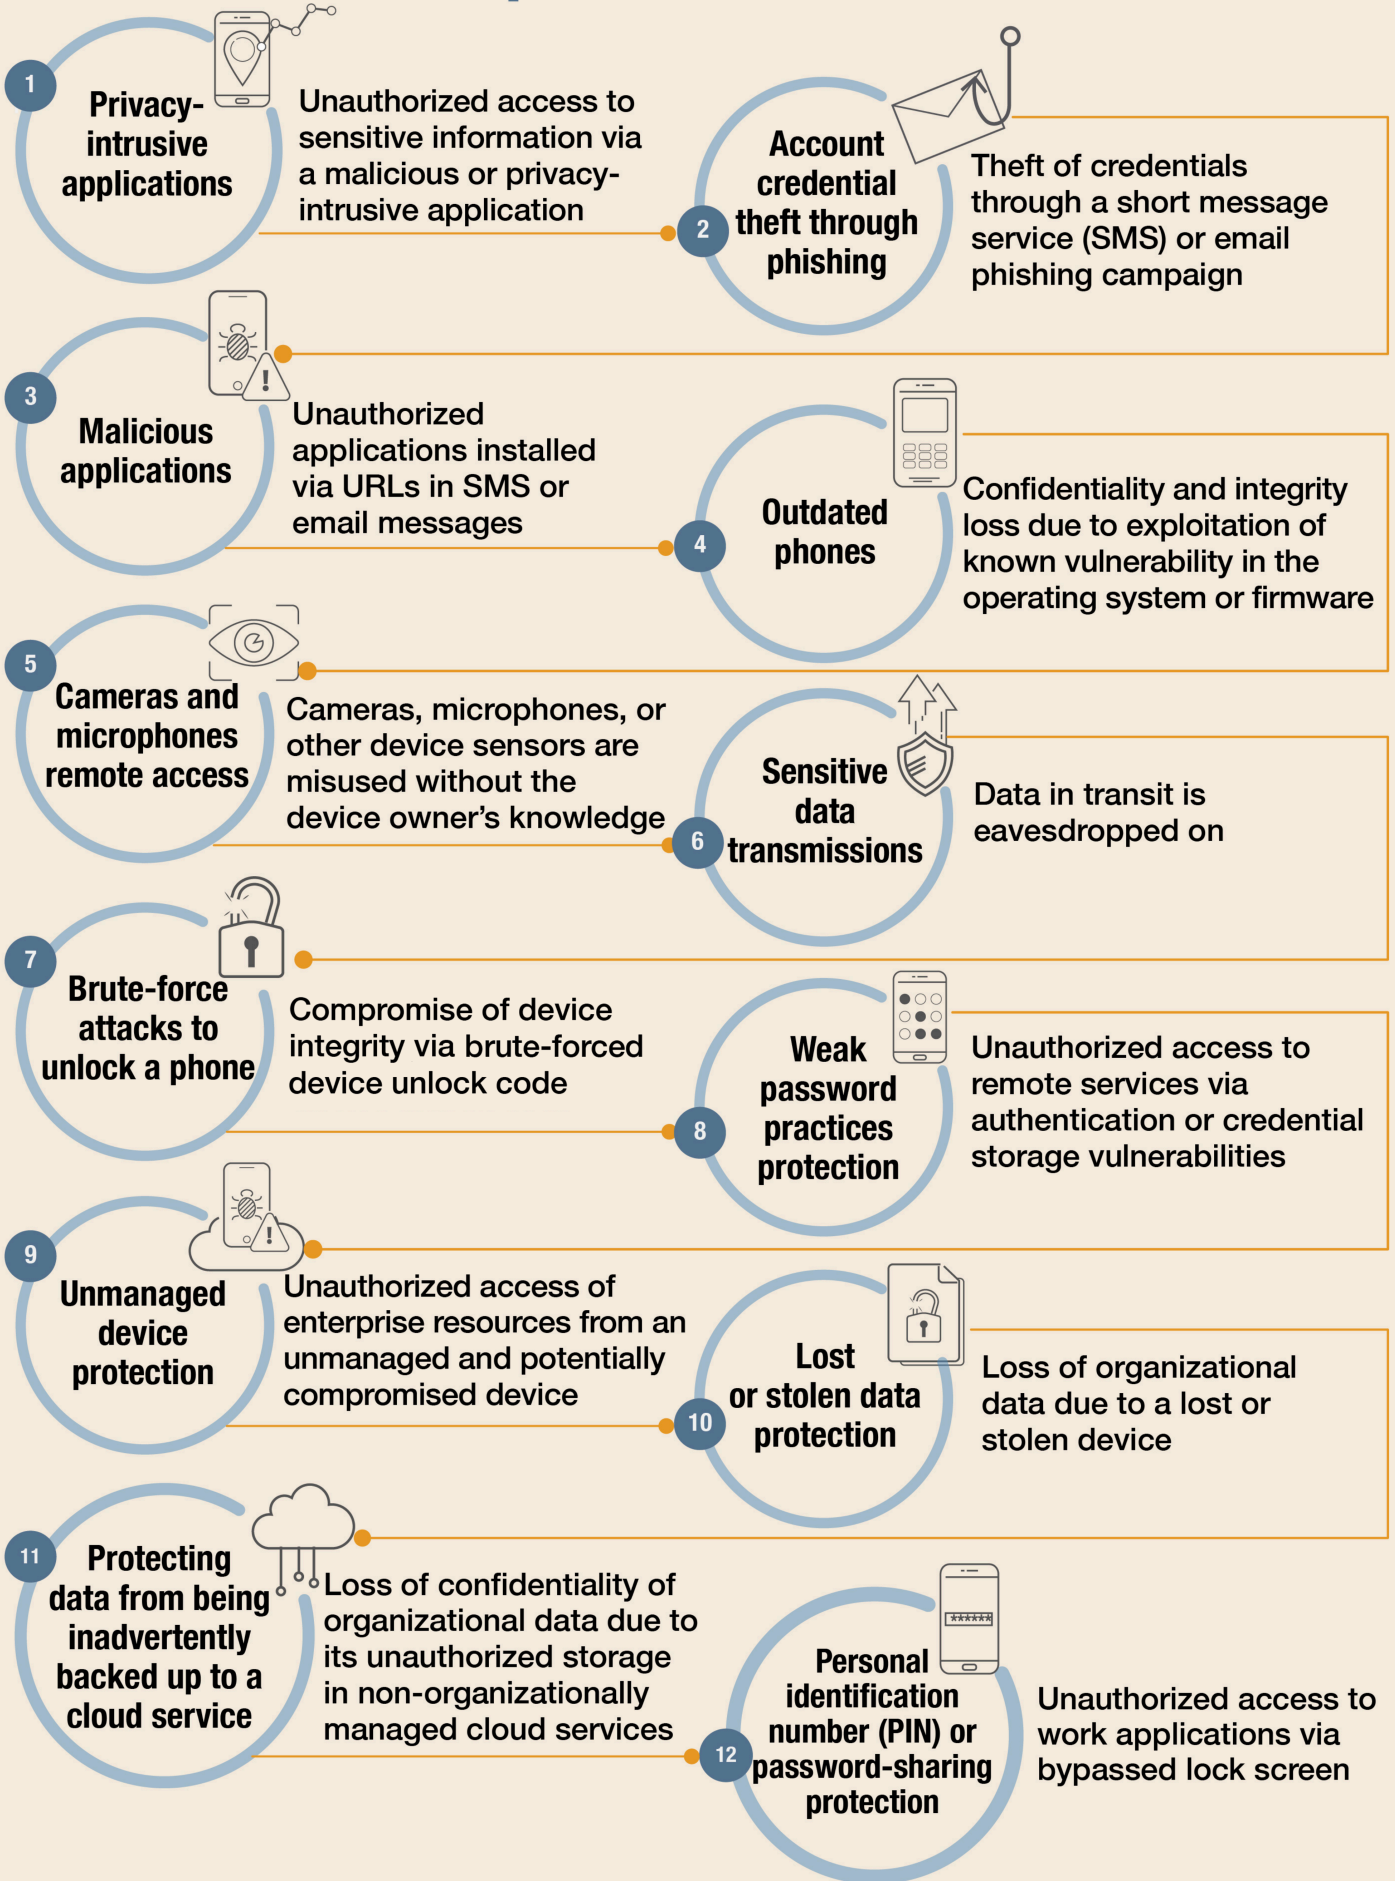 1
Privacy-
intrusive
applications
Unauthorized access to
sensitive information via
a malicious or privacy-
intrusive application
2
Account
credential
theft through
phishing
Theft of credentials
through a short message
service (SMS) or email
phishing campaign
3
Malicious
applications
!
Unauthorized
applications installed
via URLs in SMS or
email messages
4
Outdated
phones
Confidentiality and integrity
loss due to exploitation of
known vulnerability in the
operating system or firmware
5
Cameras and
microphones
remote access
Cameras, microphones, or
other device sensors are
misused without the
device owner's knowledge
6
Sensitive
data
transmissions
Data in transit is
eavesdropped on
7
Brute-force
attacks to
unlock a phone
Compromise of device
integrity via brute-forced
device unlock code
8
Weak
password
practices
protection
Unauthorized access to
remote services via
authentication or credential
storage vulnerabilities
9
Unmanaged
device
protection
!
Unauthorized access of
enterprise resources from an
unmanaged and potentially
compromised device
10
Lost
or stolen data
protection
Loss of organizational
data due to a lost or
stolen device
11
Protecting
data from being
inadvertently
backed up to a
cloud service
Loss of confidentiality of
organizational data due to
its unauthorized storage
in non-organizationally
managed cloud services
12
Personal
identification
number (PIN) or
password-sharing
protection
******
Unauthorized access to
work applications via
bypassed lock screen